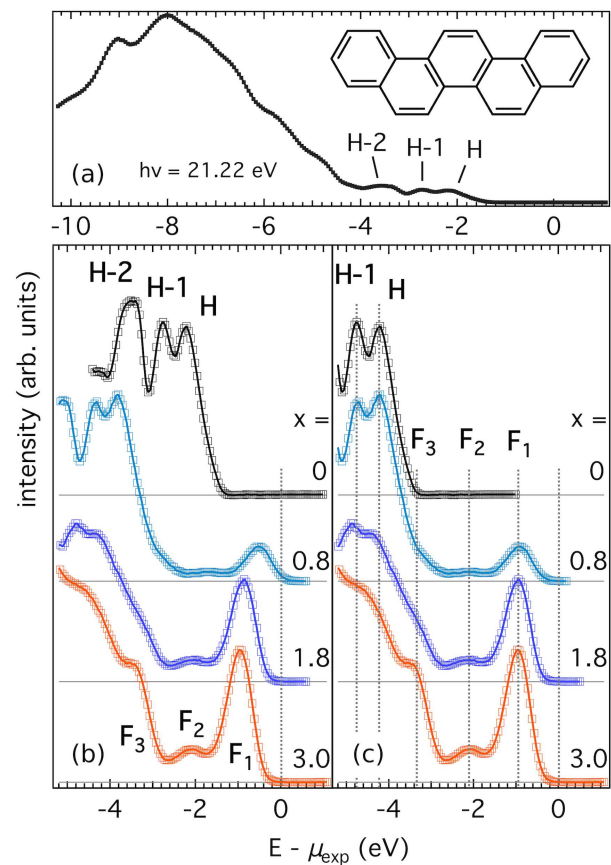 H-2
H-1
H
(a)
hν = 21.22 eV
-10
-8
-6
-4
-2
0
H-2
H-1
H
H-1
H
x =
x =
F3
F2
F1
0
0
0.8
0.8
1.8
1.8
F3
F2
F1
(b)
3.0
(c)
3.0
-4
-2
0
-4
-2
0
intensity (arb. units)
E - μexp (eV)